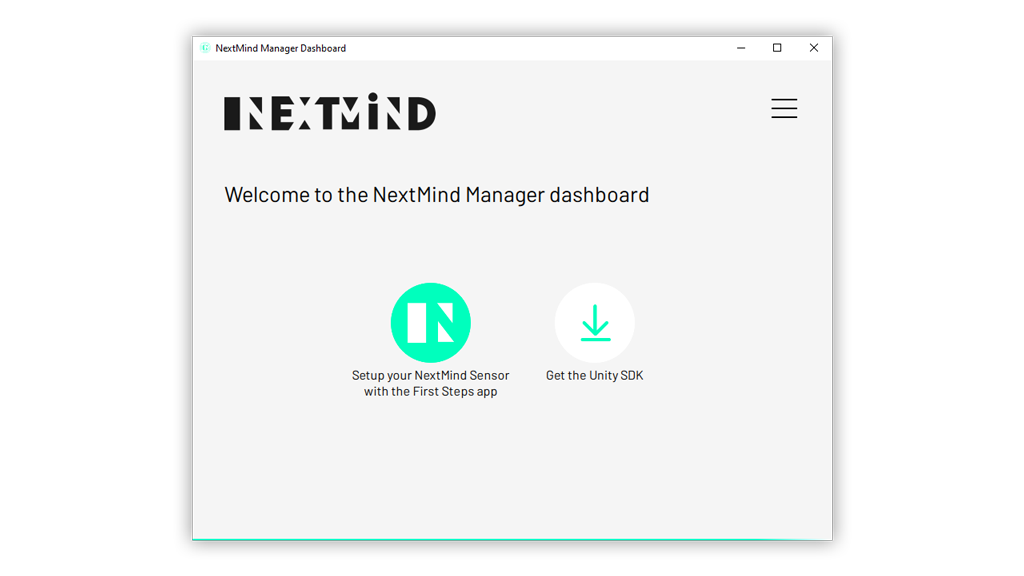 NextMind Manager Dashboard
NEXTMiND
Welcome to the NextMind Manager dashboard
Setup your NextMind Sensor
with the First Steps app
Get the Unity SDK